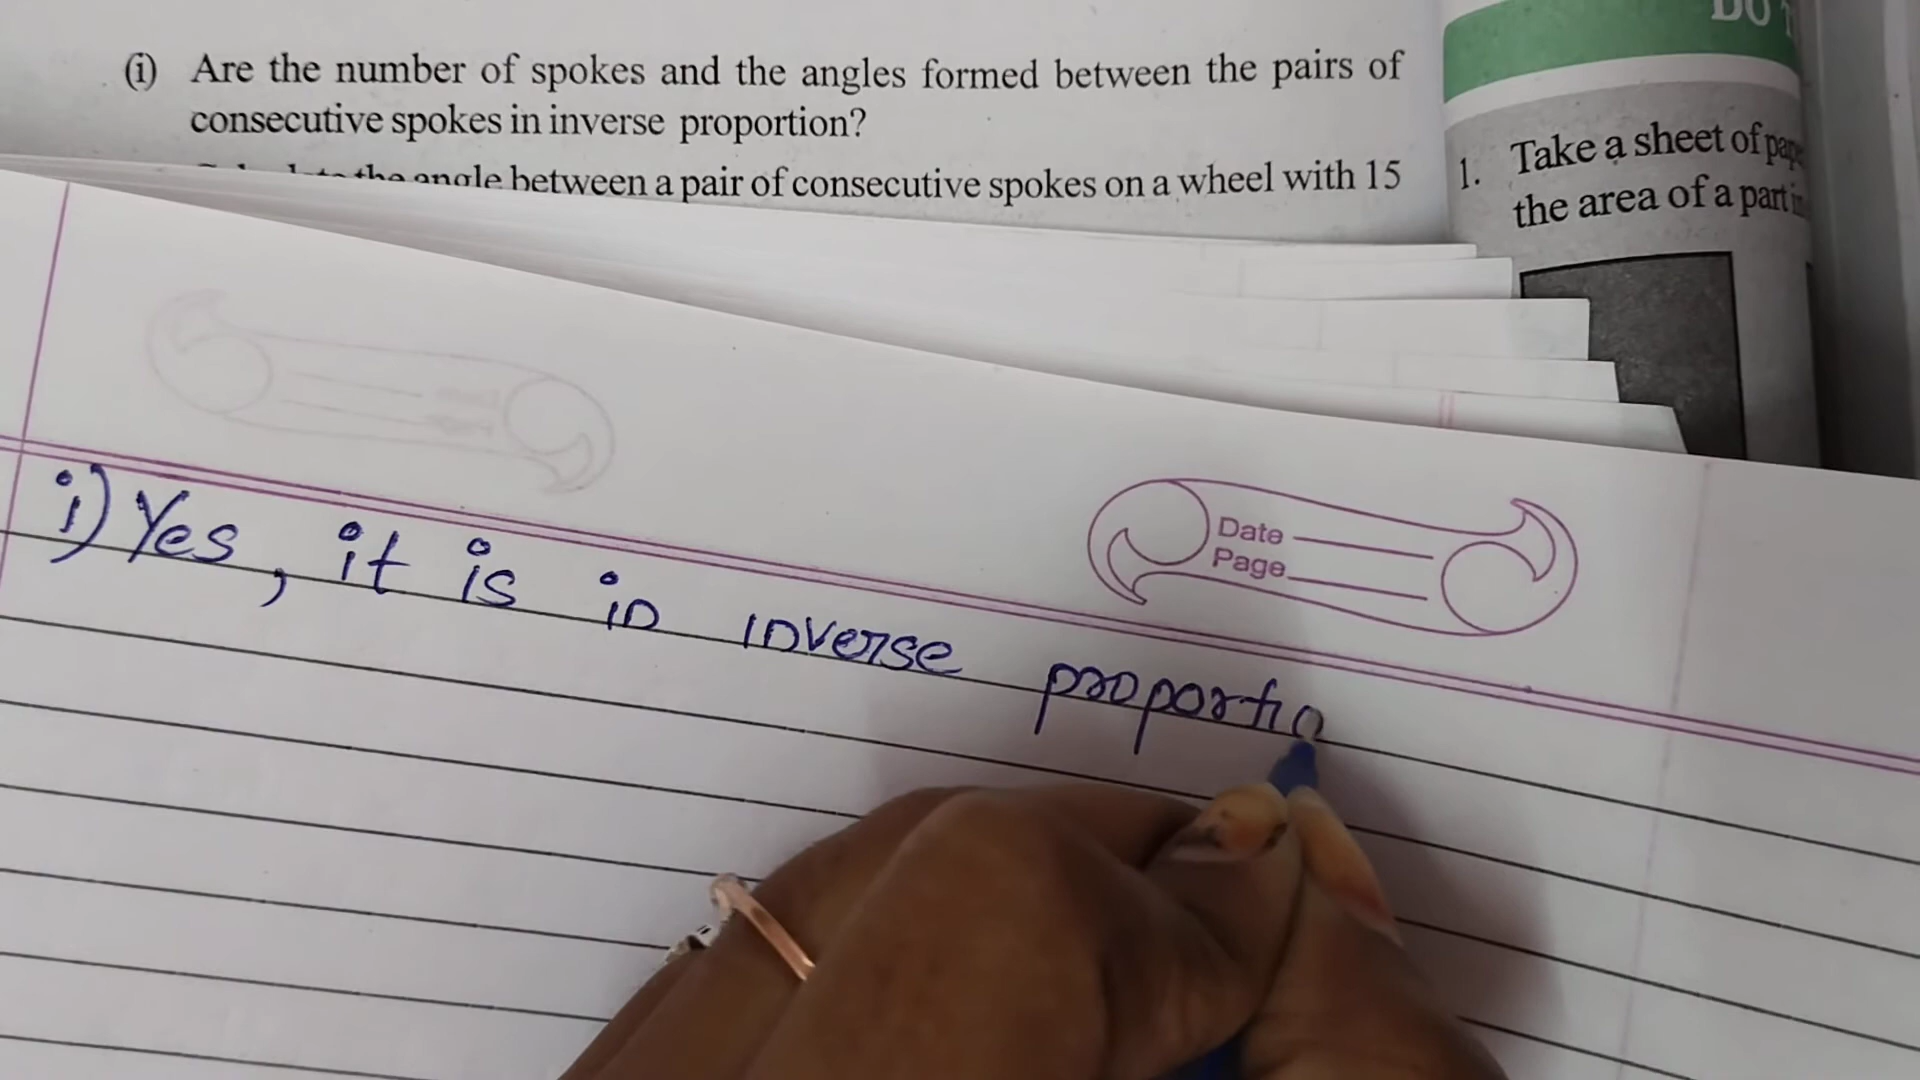 (i) Are the number of spokes and the angles formed between the pairs of
consecutive spokes in inverse proportion?
the angle between a pair of consecutive spokes on a wheel with 15
DO
1. Take a sheet of
the area of a part
Date
Page
i) Yes, it is in inverse proportio